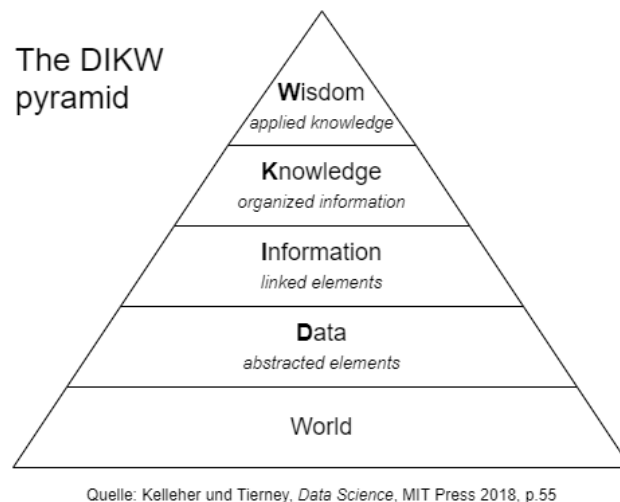 The DIKW
pyramid
Wisdom
applied knowledge
Knowledge
organized information
Information
linked elements
Data
abstracted elements
World
Quelle: Kelleher und Tierney, Data Science, MIT Press 2018, p.55